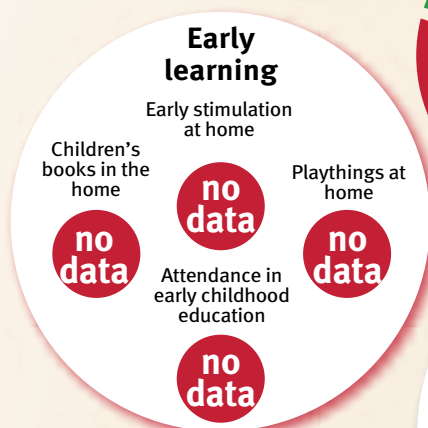 Early
learning
Early stimulation
at home
no
data
Children’s
books in the
home
no
data
Playthings at
home
no
data
Attendance in
early childhood
education
no
data